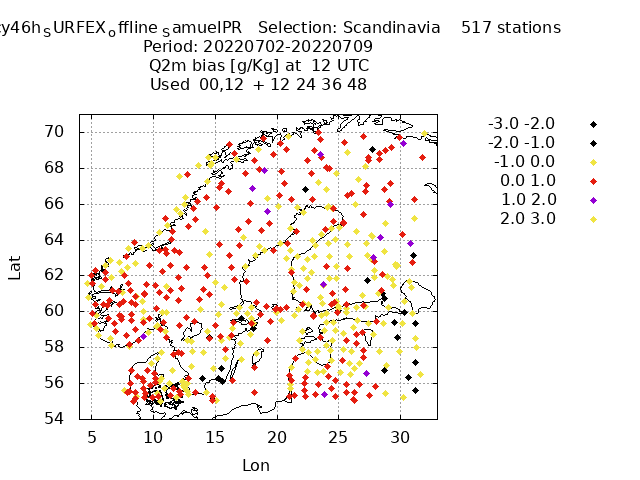 cy46h_SURFEX_offline_SamuelPR Selection: Scandinavia 517 stations
Period: 20220702-20220709
Q2m bias [g/Kg] at 12 UTC
Used 00,12 + 12 24 36 48
-3.0 -2.0
-2.0 -1.0
-1.0 0.0
0.0 1.0
1.0 2.0
2.0 3.0
70
68
66
64
62
60
58
56
54
Lat
5 10 15 20 25 30
Lon